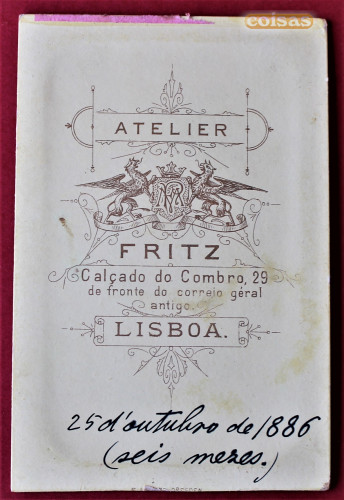 coisas
ATELIER
FRITZ
Calçado do Combro, 29
de fronte do correio géral
antigo.
LISBOA.
25 d'outubro de 1886
(seis mezes.)